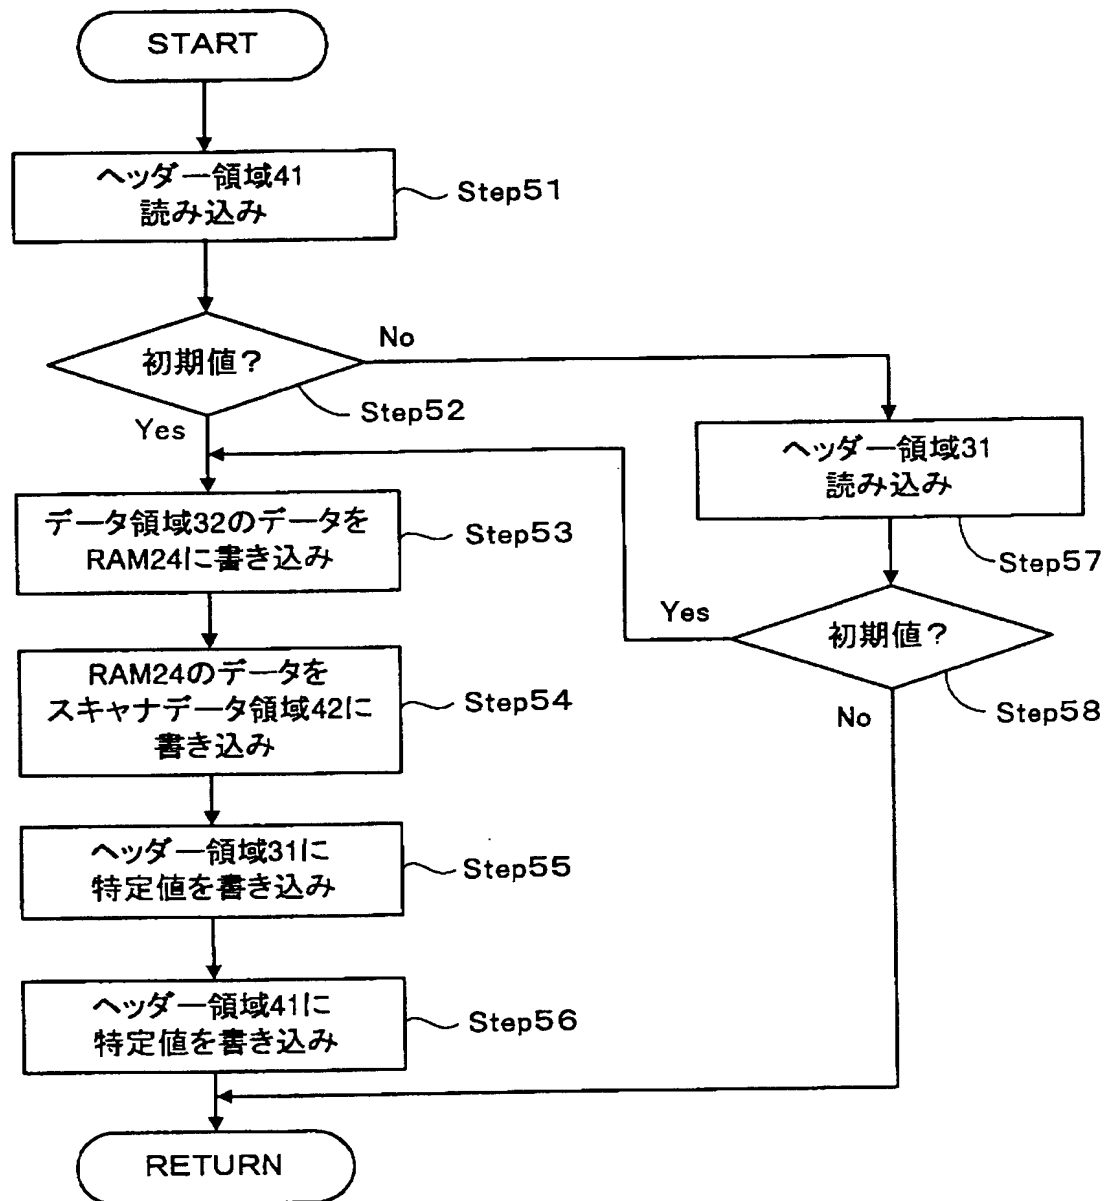 START
ヘッダー領域41
読み込み
Step51
初期値？
No
Step52
Yes
ヘッダー領域31
読み込み
Step57
データ領域32のデータを
RAM24に書き込み
Step53
初期値？
Yes
No
Step58
RAM24のデータを
スキャナデータ領域42に
書き込み
Step54
ヘッダー領域31に
特定値を書き込み
Step55
ヘッダー領域41に
特定値を書き込み
Step56
RETURN